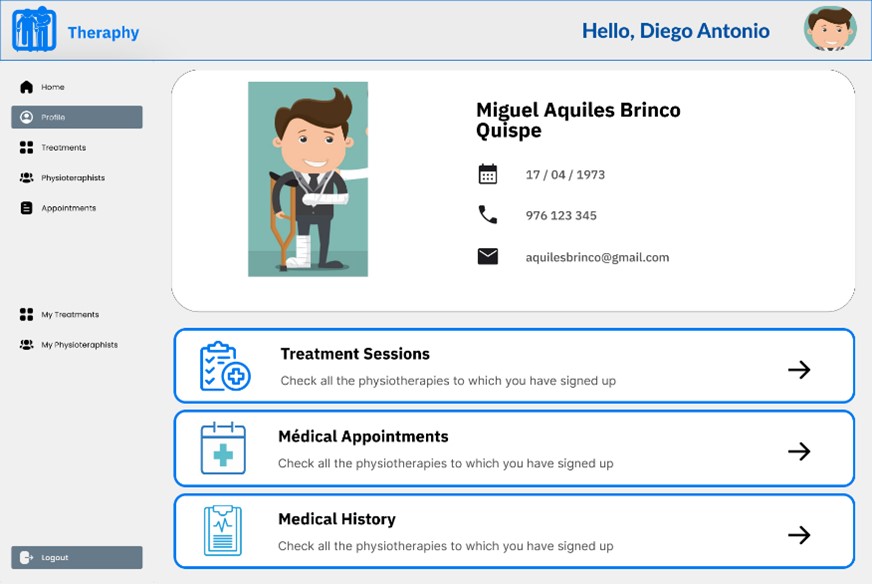 Theraphy
Hello, Diego Antonio
Home
Profile
Treatments
Physioteraphists
Appointments
My Treatments
My Physioteraphists
Logout
Miguel Aquiles Brinco
Quispe
17 / 04 / 1973
976 123 345
aquilesbrinco@gmail.com
Treatment Sessions
Check all the physiotherapies to which you have signed up
Médical Appointments
Check all the physiotherapies to which you have signed up
Medical History
Check all the physiotherapies to which you have signed up